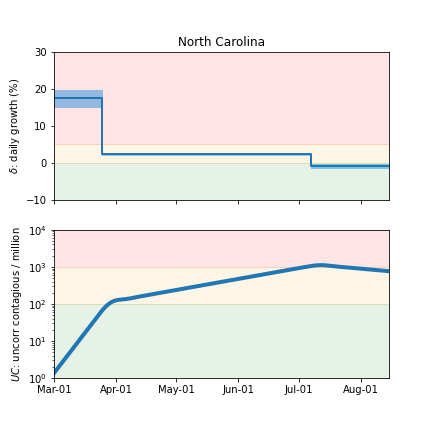 North Carolina
δ: daily growth (%)
30
20
10
0
−10
UC: uncorr contagious / million
10⁴
10³
10²
10¹
10⁰
Mar-01 Apr-01 May-01 Jun-01 Jul-01 Aug-01